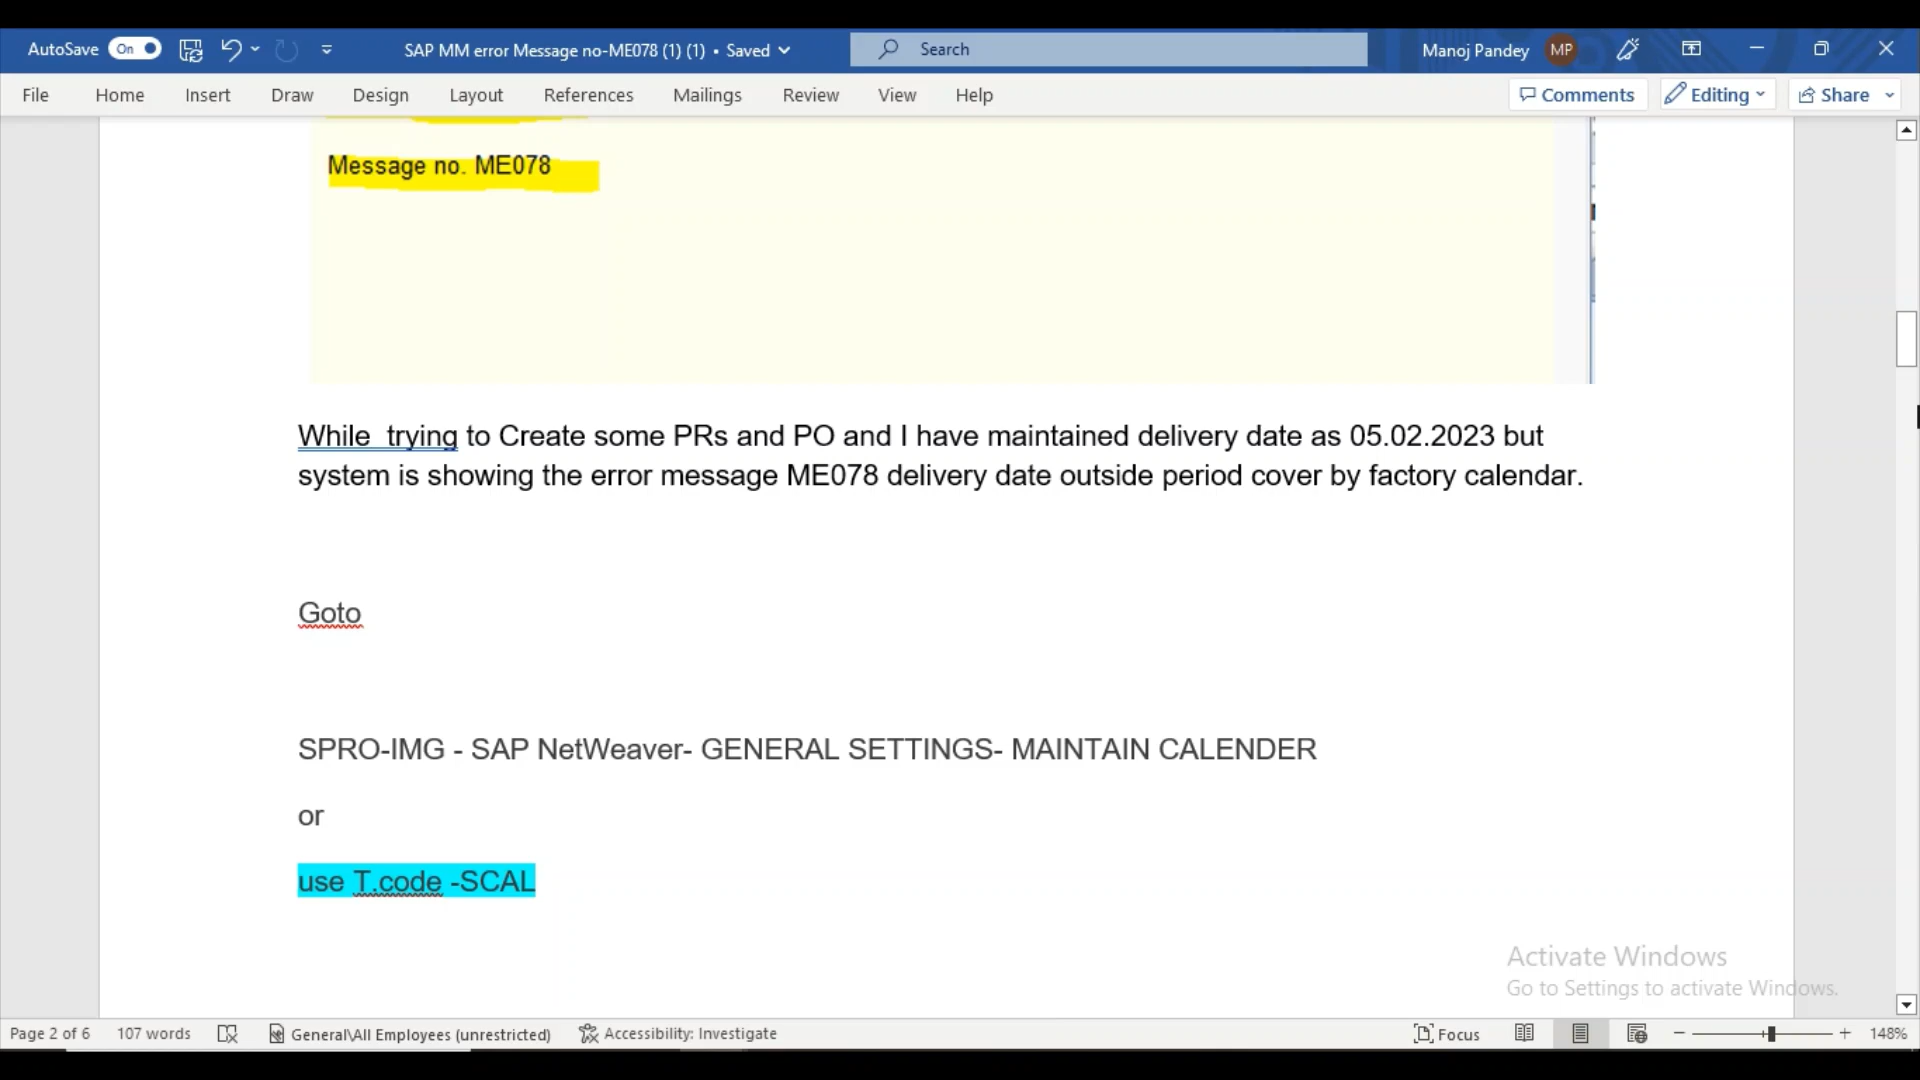 AutoSave On SAP MM error Message no-ME078 (1) (1) • Saved Search Manoj Pandey MP
File Home Insert Draw Design Layout References Mailings Review View Help Comments Editing Share
Message no. ME078
While  trying to Create some PRs and PO and I have maintained delivery date as 05.02.2023 but
system is showing the error message ME078 delivery date outside period cover by factory calendar.
Goto
SPRO-IMG - SAP NetWeaver- GENERAL SETTINGS- MAINTAIN CALENDER
or
use T.code -SCAL
Activate Windows
Go to Settings to activate Windows.
Page 2 of 6 107 words General\All Employees (unrestricted) Accessibility: Investigate Focus 148%